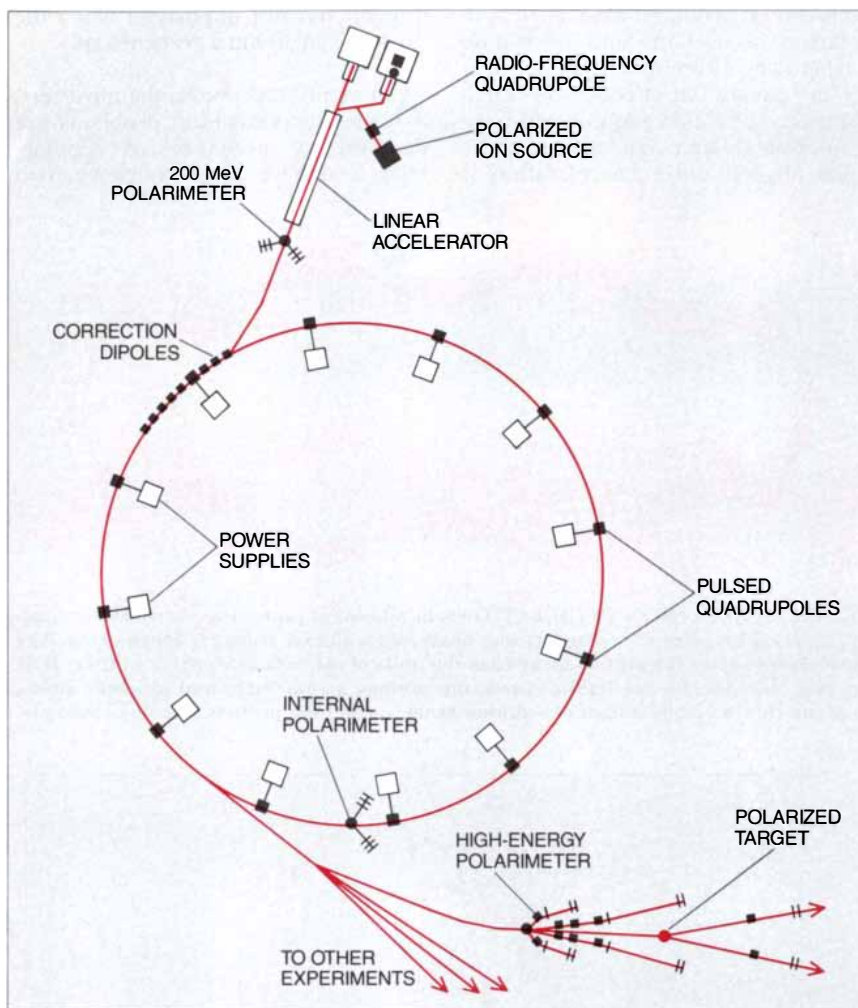 RADIO-FREQUENCY
QUADRUPOLE
POLARIZED
ION SOURCE
200 MeV
POLARIMETER
LINEAR
ACCELERATOR
CORRECTION
DIPOLES
POWER
SUPPLIES
PULSED
QUADRUPOLES
INTERNAL
POLARIMETER
HIGH-ENERGY
POLARIMETER
POLARIZED
TARGET
TO OTHER
EXPERIMENTS